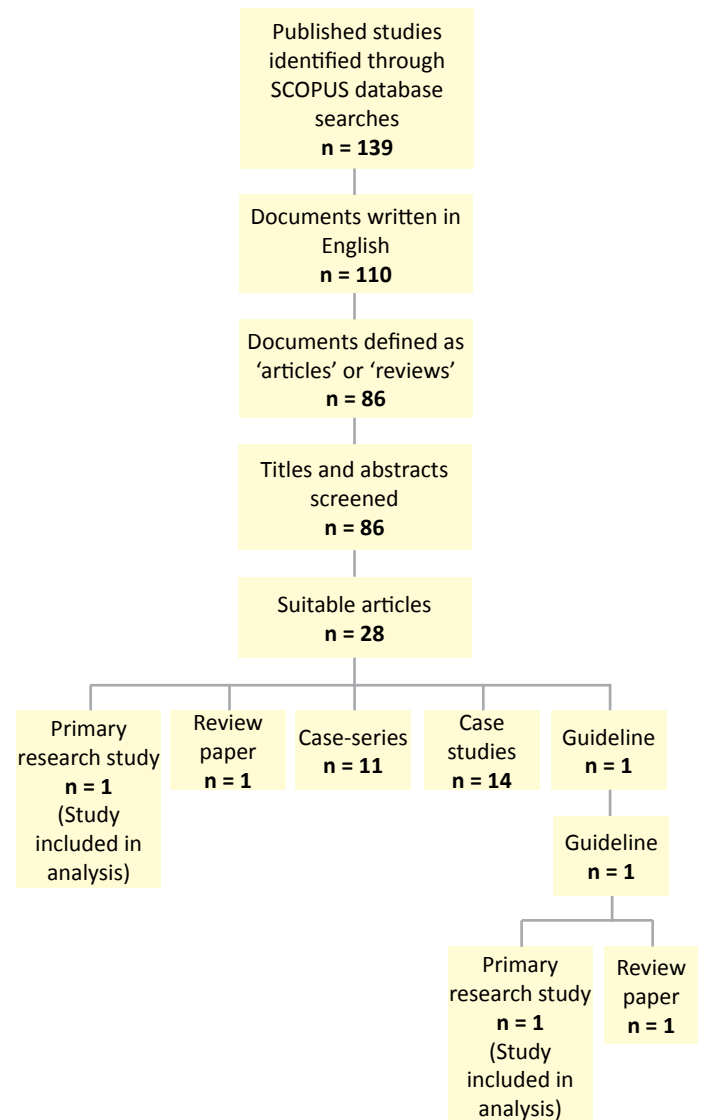 Published studies
identified through
SCOPUS database
searches
n = 139
Documents written in
English
n = 110
Documents defined as
‘articles’ or ‘reviews’
n = 86
Titles and abstracts
screened
n = 86
Suitable articles
n = 28
Primary
research study
n = 1
(Study
included in
analysis)
Review
paper
n = 1
Case-series
n = 11
Case
studies
n = 14
Guideline
n = 1
Guideline
n = 1
Primary
research study
n = 1
(Study
included in
analysis)
Review
paper
n = 1